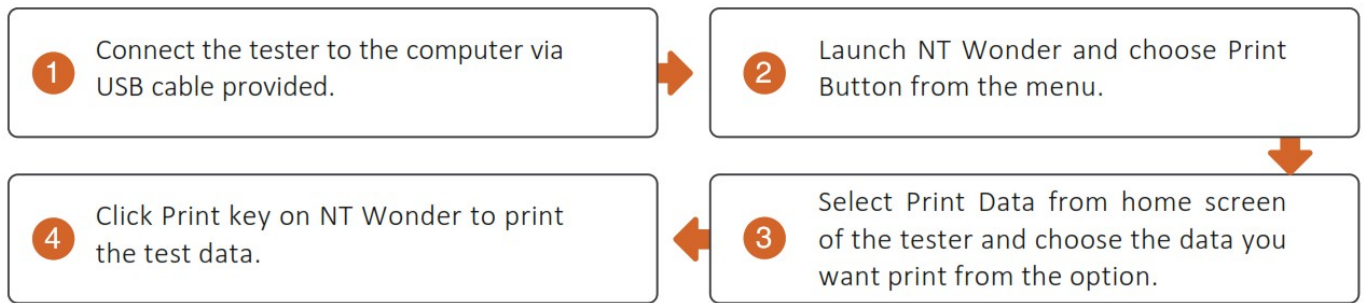 1 Connect the tester to the computer via
USB cable provided.
2 Launch NT Wonder and choose Print
Button from the menu.
3 Select Print Data from home screen
of the tester and choose the data you
want print from the option.
4 Click Print key on NT Wonder to print
the test data.